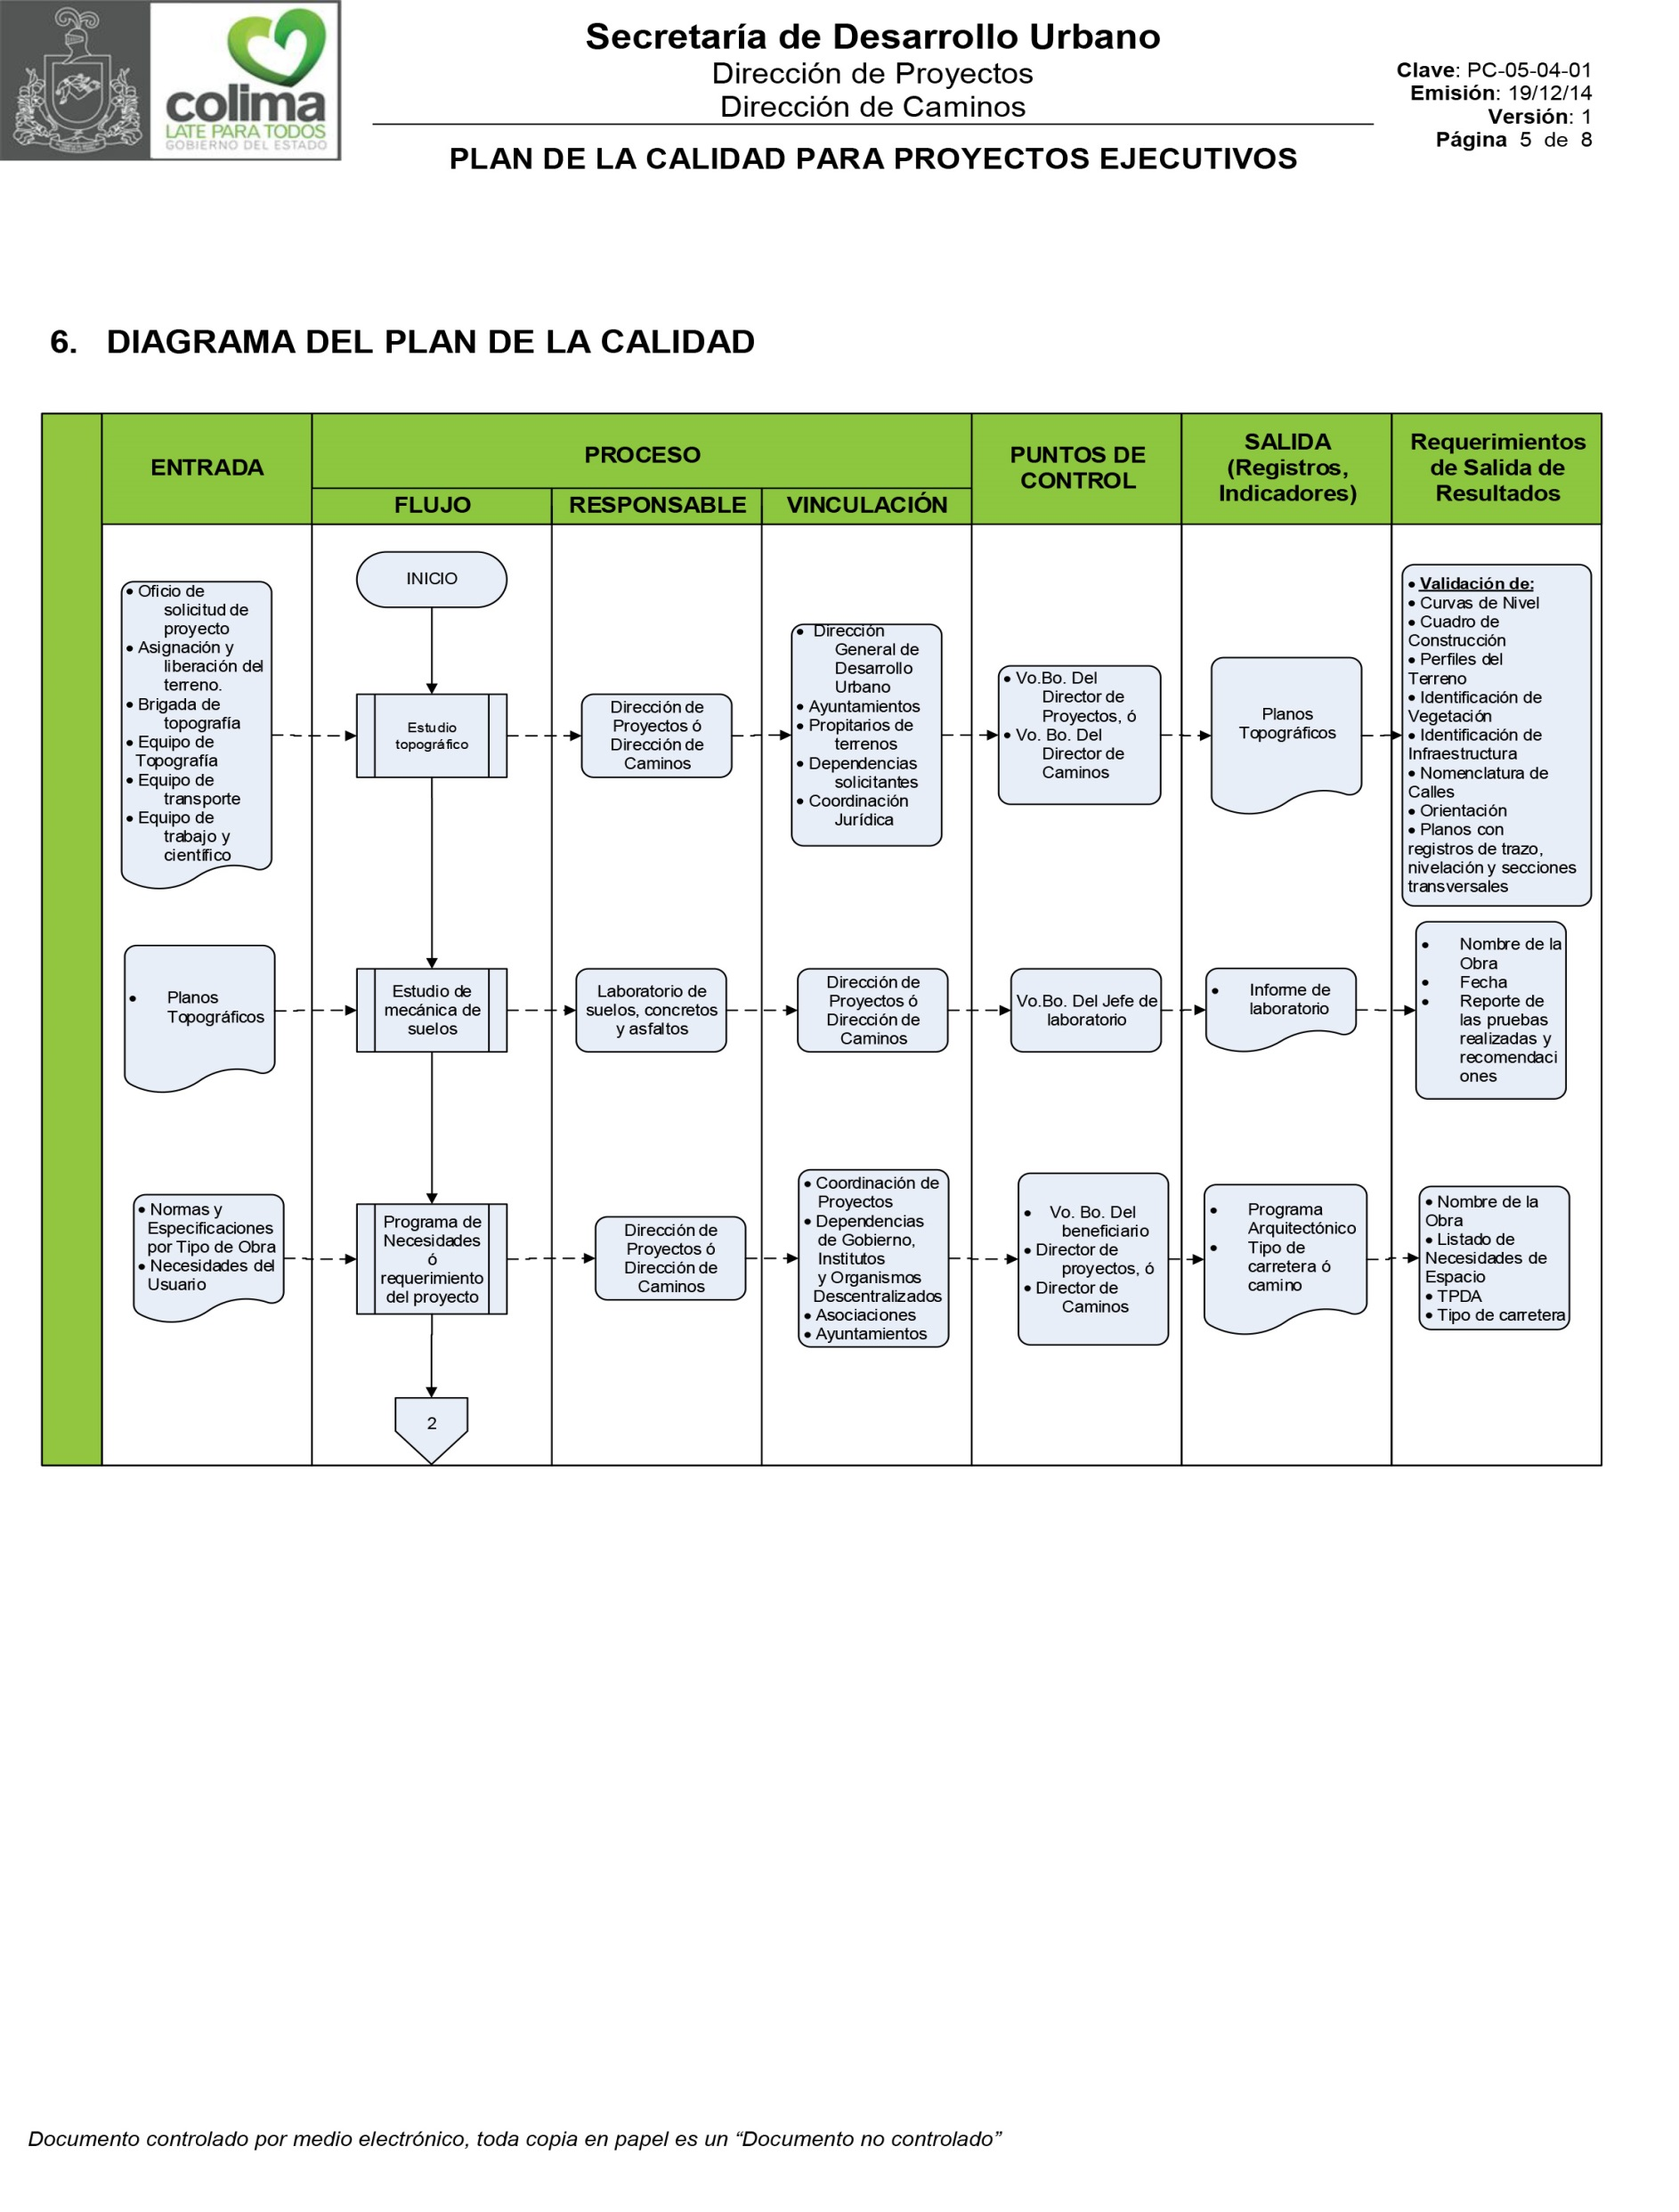 colima
LATE PARA TODOS
GOBIERNO DEL ESTADO
Secretaría de Desarrollo Urbano
Dirección de Proyectos
Dirección de Caminos
PLAN DE LA CALIDAD PARA PROYECTOS EJECUTIVOS
Clave: PC-05-04-01
Emisión: 19/12/14
Versión: 1
Página 5 de 8
6. DIAGRAMA DEL PLAN DE LA CALIDAD
ENTRADA
PROCESO
FLUJO
RESPONSABLE
VINCULACIÓN
PUNTOS DE
CONTROL
SALIDA
(Registros,
Indicadores)
Requerimientos
de Salida de
Resultados
• Oficio de
solicitud de
proyecto
• Asignación y
liberación del
terreno.
• Brigada de
topografía
• Equipo de
Topografía
• Equipo de
transporte
• Equipo de
trabajo y
científico
INICIO
Estudio
topográfico
Dirección de
Proyectos ó
Dirección de
Caminos
• Dirección
General de
Desarrollo
Urbano
• Ayuntamientos
• Propitarios de
terrenos
• Dependencias
solicitantes
• Coordinación
Jurídica
• Vo.Bo. Del
Director de
Proyectos, ó
• Vo. Bo. Del
Director de
Caminos
Planos
Topográficos
• Validación de:
• Curvas de Nivel
• Cuadro de
Construcción
• Perfiles del
Terreno
• Identificación de
Vegetación
• Identificación de
Infraestructura
• Nomenclatura de
Calles
• Orientación
• Planos con
registros de trazo,
nivelación y secciones
transversales
• Planos
Topográficos
Estudio de
mecánica de
suelos
Laboratorio de
suelos, concretos
y asfaltos
Dirección de
Proyectos ó
Dirección de
Caminos
Vo.Bo. Del Jefe de
laboratorio
• Informe de
laboratorio
• Nombre de la
Obra
• Fecha
• Reporte de
las pruebas
realizadas y
recomendaci
ones
• Normas y
Especificaciones
por Tipo de Obra
• Necesidades del
Usuario
Programa de
Necesidades
ó
requerimiento
del proyecto
Dirección de
Proyectos ó
Dirección de
Caminos
• Coordinación de
Proyectos
• Dependencias
de Gobierno,
Institutos
y Organismos
Descentralizados
• Asociaciones
• Ayuntamientos
• Vo. Bo. Del
beneficiario
• Director de
proyectos, ó
• Director de
Caminos
• Programa
Arquitectónico
• Tipo de
carretera ó
camino
• Nombre de la
Obra
• Listado de
Necesidades de
Espacio
• TPDA
• Tipo de carretera
2
Documento controlado por medio electrónico, toda copia en papel es un “Documento no controlado”